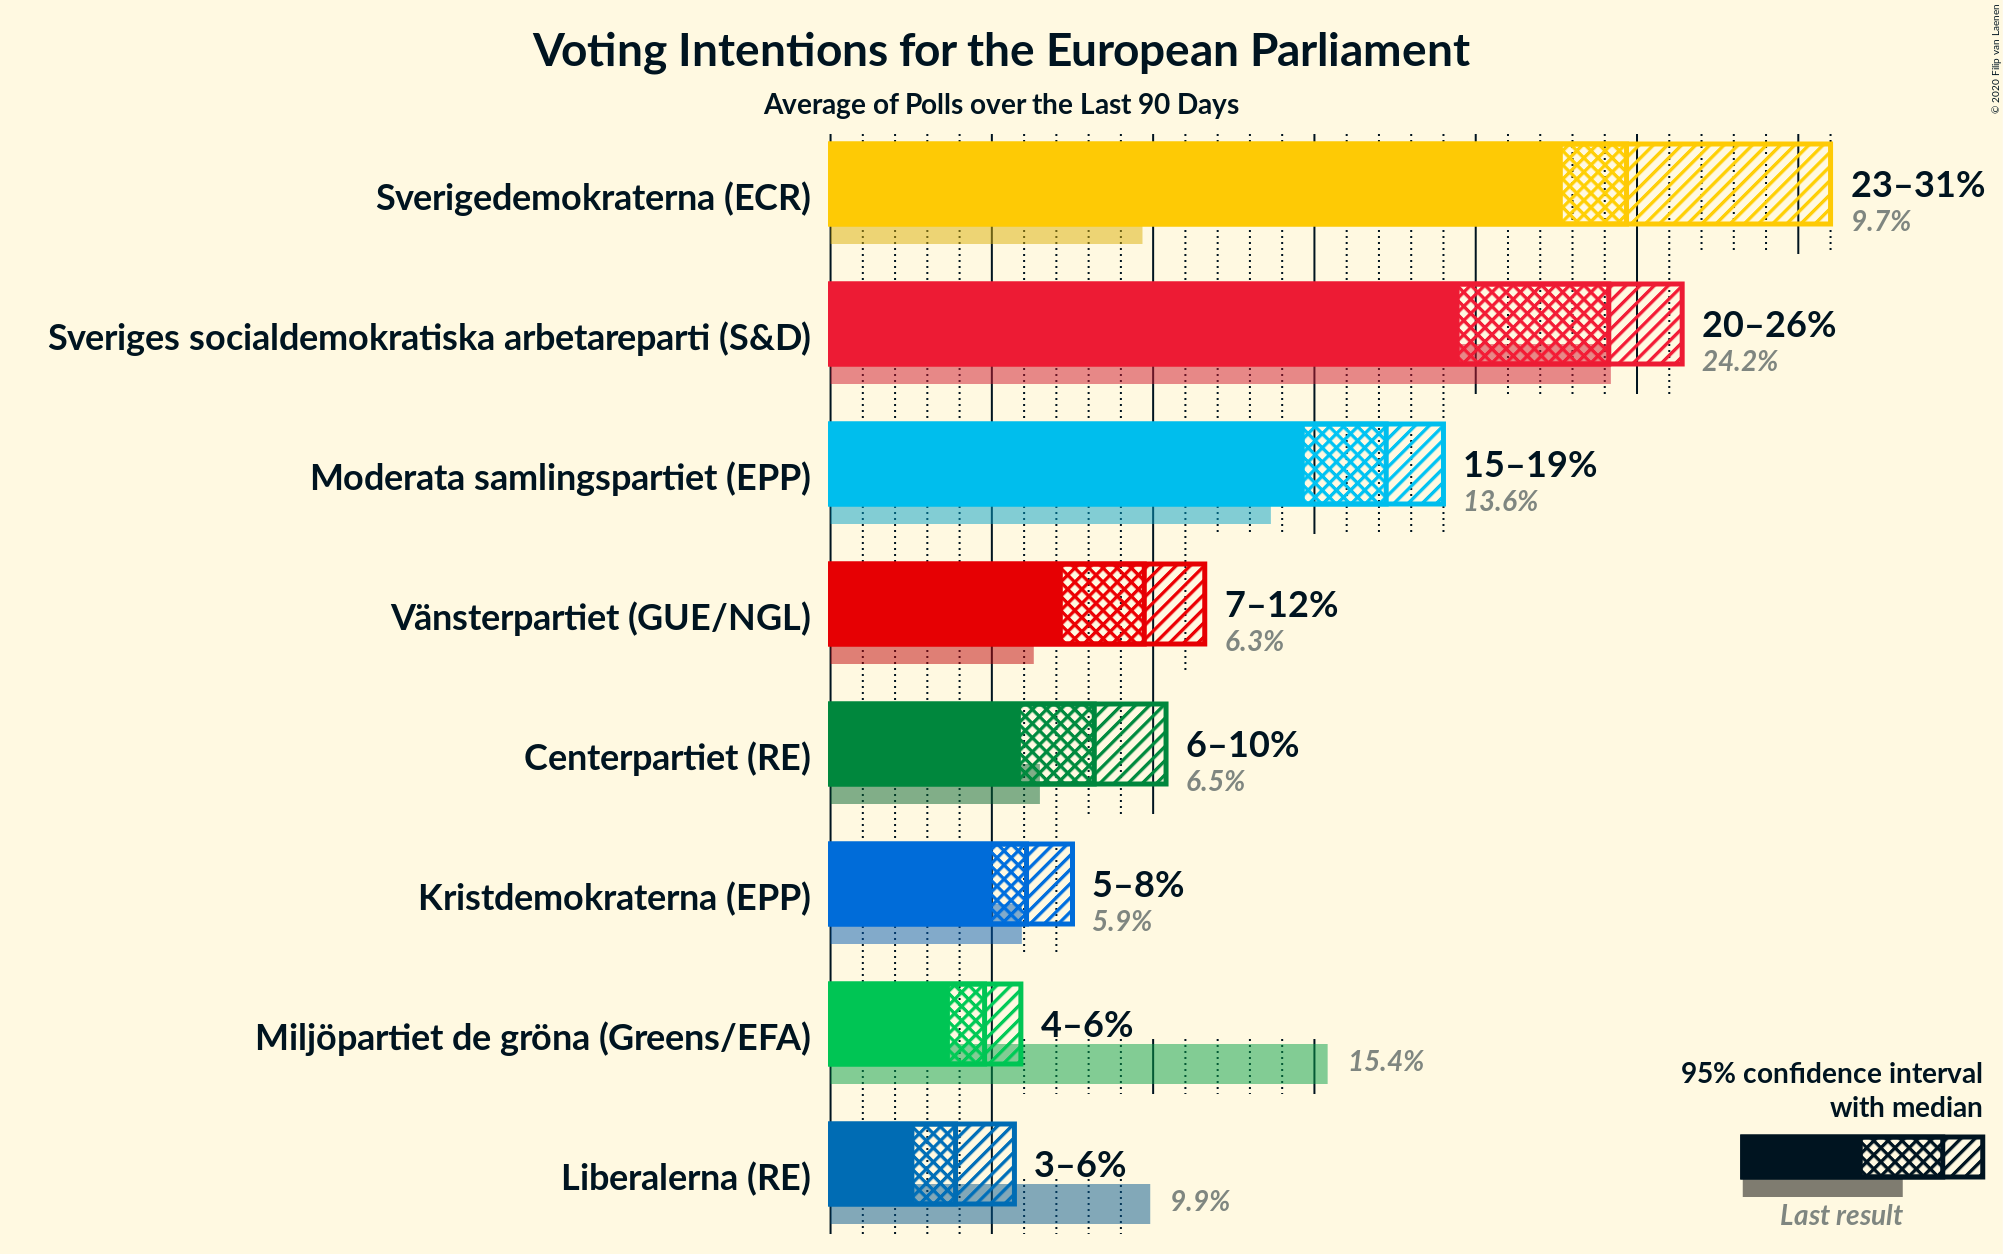 Voting Intentions for the European Parliament
Average of Polls over the Last 90 Days
© 2020 Filip van Laenen
Sverigedemokraterna (ECR)
23–31%
9.7%
Sveriges socialdemokratiska arbetareparti (S&D)
20–26%
24.2%
Moderata samlingspartiet (EPP)
15–19%
13.6%
Vänsterpartiet (GUE/NGL)
7–12%
6.3%
Centerpartiet (RE)
6–10%
6.5%
Kristdemokraterna (EPP)
5–8%
5.9%
Miljöpartiet de gröna (Greens/EFA)
4–6%
15.4%
Liberalerna (RE)
3–6%
9.9%
95% confidence interval
with median
Last result